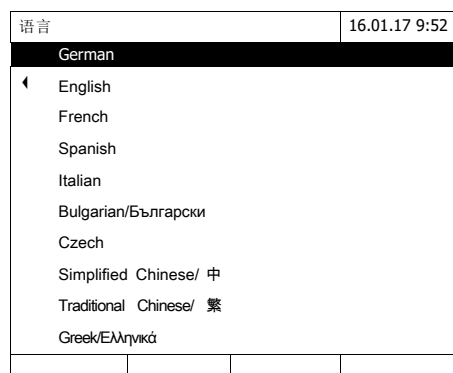 语言 16.01.17 9:52
German
English
French
Spanish
Italian
Bulgarian/Български
Czech
Simplified Chinese/ 中
Traditional Chinese/ 繁
Greek/Ελληνικά